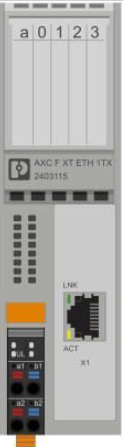 a 0 1 2 3
AXC F XT ETH 1TX
2403115
LNK
ACT
X1
UL
a1 b1
a2 b2